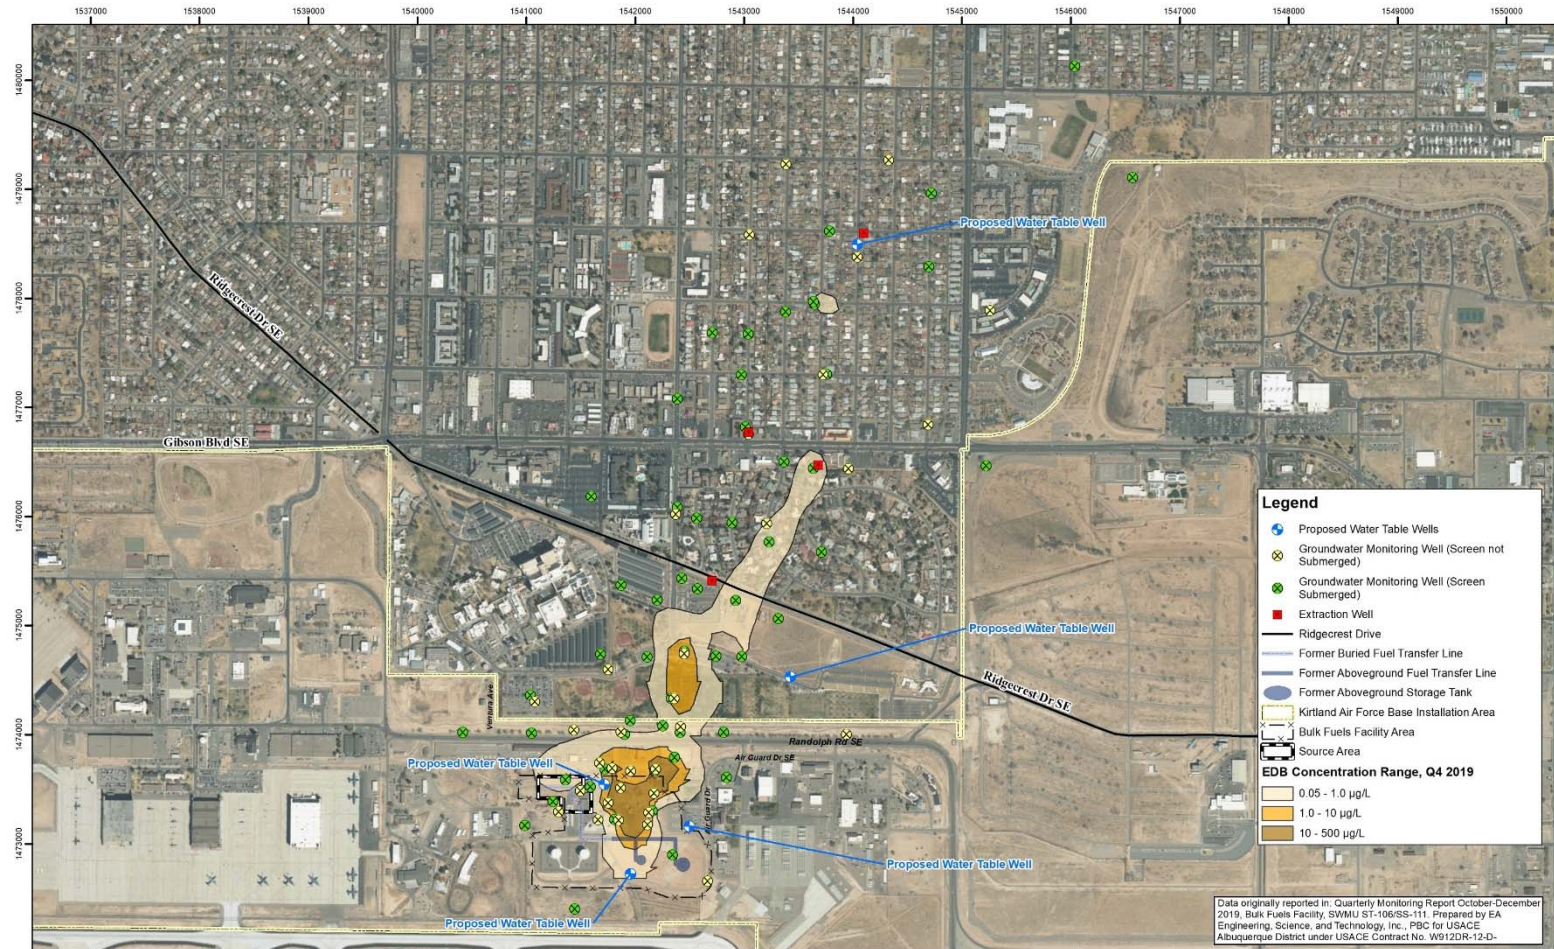 1537000 1538000 1539000 1540000 1541000 1542000 1543000 1544000 1545000 1546000 1547000 1548000 1549000 1550000
1480000
1479000
1478000
1477000
1476000
1475000
1474000
1473000
Proposed Water Table Well
Ridgecrest Dr SE
Gibson Blvd SE
Proposed Water Table Well
Ridgecrest Dr SE
Ventura Ave
Randolph Rd SE
Air Guard Dr SE
Proposed Water Table Well
Guard Dr
Proposed Water Table Well
Proposed Water Table Well
Legend
Proposed Water Table Wells
Groundwater Monitoring Well (Screen not
Submerged)
Groundwater Monitoring Well (Screen
Submerged)
Extraction Well
Ridgecrest Drive
Former Buried Fuel Transfer Line
Former Aboveground Fuel Transfer Line
Former Aboveground Storage Tank
Kirtland Air Force Base Installation Area
Bulk Fuels Facility Area
Source Area
EDB Concentration Range, Q4 2019
0.05 - 1.0 µg/L
1.0 - 10 µg/L
10 - 500 µg/L
Data originally reported in: Quarterly Monitoring Report October-December
2019, Bulk Fuels Facility, SWMU ST-106/SS-111. Prepared by EA
Engineering, Science, and Technology, Inc., PBC for USACE
Albuquerque District under USACE Contract No. W912DR-12-D-